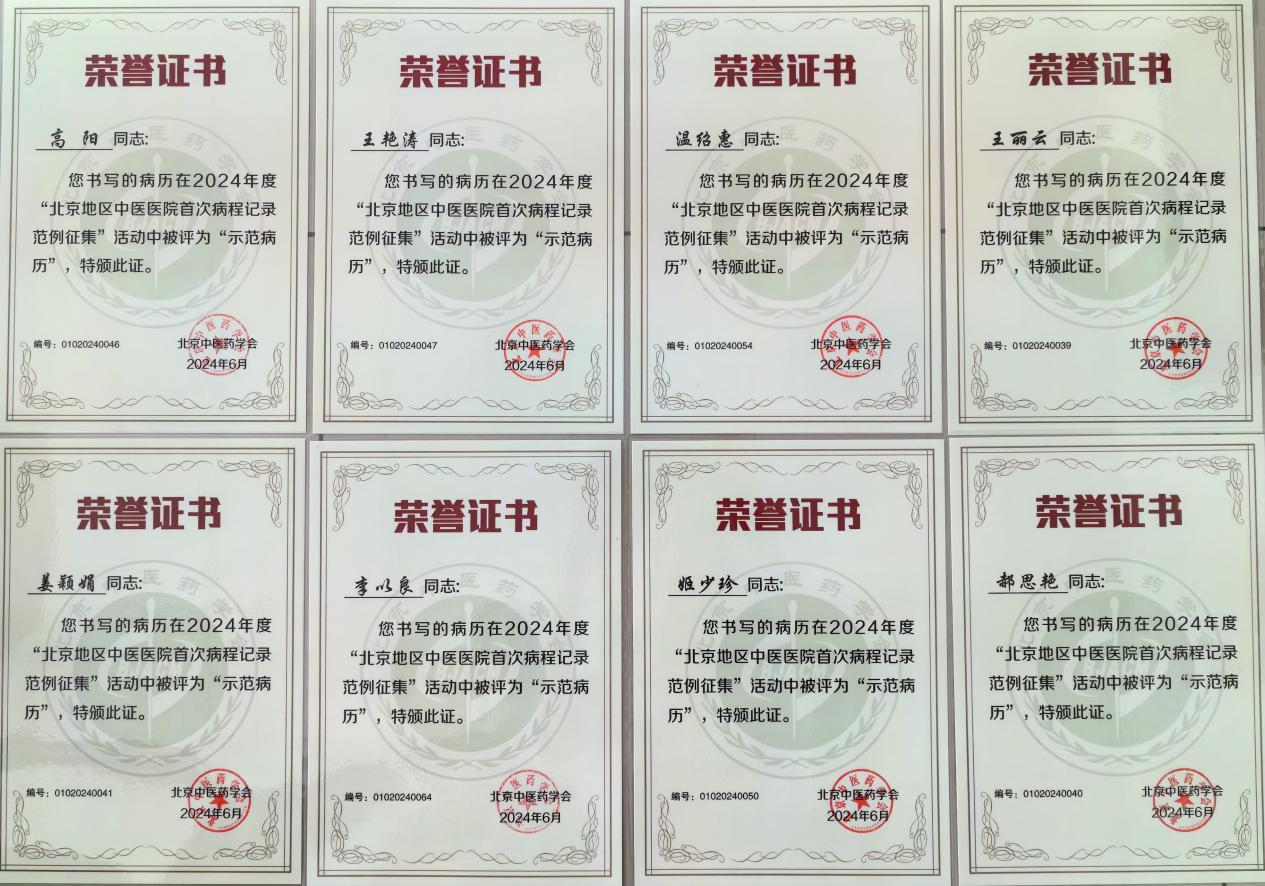 荣誉证书
高阳同志:
您书写的病历在2024年度
“北京地区中医医院首次病程记录
范例征集”活动中被评为“示范病
历”，特颁此证。
编号：01020240046
北京中医药学会
2024年6月
荣誉证书
王艳涛同志:
您书写的病历在2024年度
“北京地区中医医院首次病程记录
范例征集”活动中被评为“示范病
历”，特颁此证。
编号：01020240047
北京中医药学会
2024年6月
荣誉证书
温绍惠同志:
您书写的病历在2024年度
“北京地区中医医院首次病程记录
范例征集”活动中被评为“示范病
历”，特颁此证。
编号：01020240054
北京中医药学会
2024年6月
荣誉证书
王丽云同志:
您书写的病历在2024年度
“北京地区中医医院首次病程记录
范例征集”活动中被评为“示范病
历”，特颁此证。
编号：01020240039
北京中医药学会
2024年6月
荣誉证书
姜颖娟同志:
您书写的病历在2024年度
“北京地区中医医院首次病程记录
范例征集”活动中被评为“示范病
历”，特颁此证。
编号：01020240041
北京中医药学会
2024年6月
荣誉证书
李以良同志:
您书写的病历在2024年度
“北京地区中医医院首次病程记录
范例征集”活动中被评为“示范病
历”，特颁此证。
编号：01020240064
北京中医药学会
2024年6月
荣誉证书
姬少珍同志:
您书写的病历在2024年度
“北京地区中医医院首次病程记录
范例征集”活动中被评为“示范病
历”，特颁此证。
编号：01020240050
北京中医药学会
2024年6月
荣誉证书
郝思艳同志:
您书写的病历在2024年度
“北京地区中医医院首次病程记录
范例征集”活动中被评为“示范病
历”，特颁此证。
编号：01020240040
北京中医药学会
2024年6月